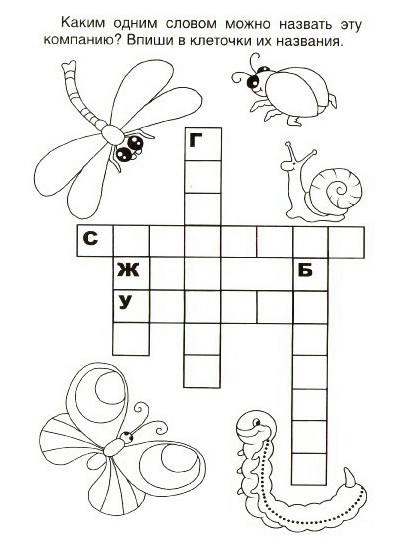 Каким одним словом можно назвать эту
компанию? Впиши в клеточки их названия.
Г
С
Ж
Б
У